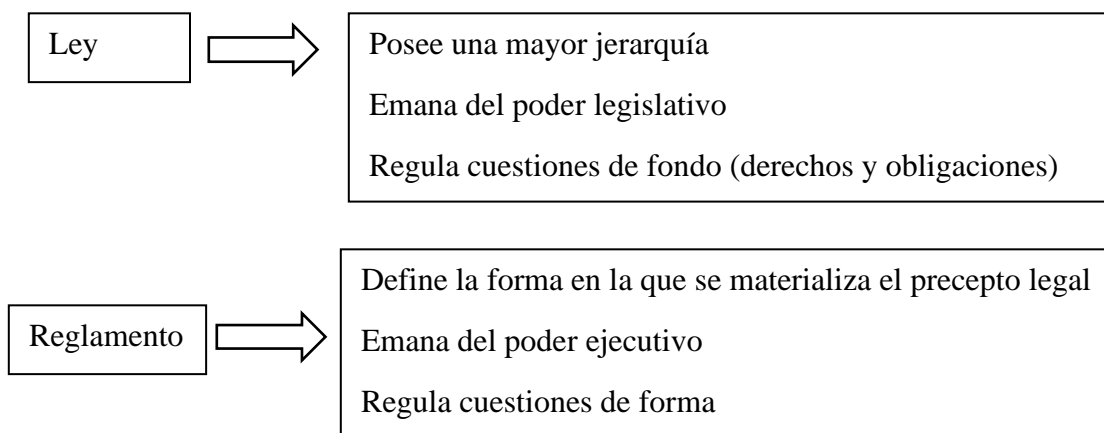 Ley
Posee una mayor jerarquía
Emana del poder legislativo
Regula cuestiones de fondo (derechos y obligaciones)
Reglamento
Define la forma en la que se materializa el precepto legal
Emana del poder ejecutivo
Regula cuestiones de forma